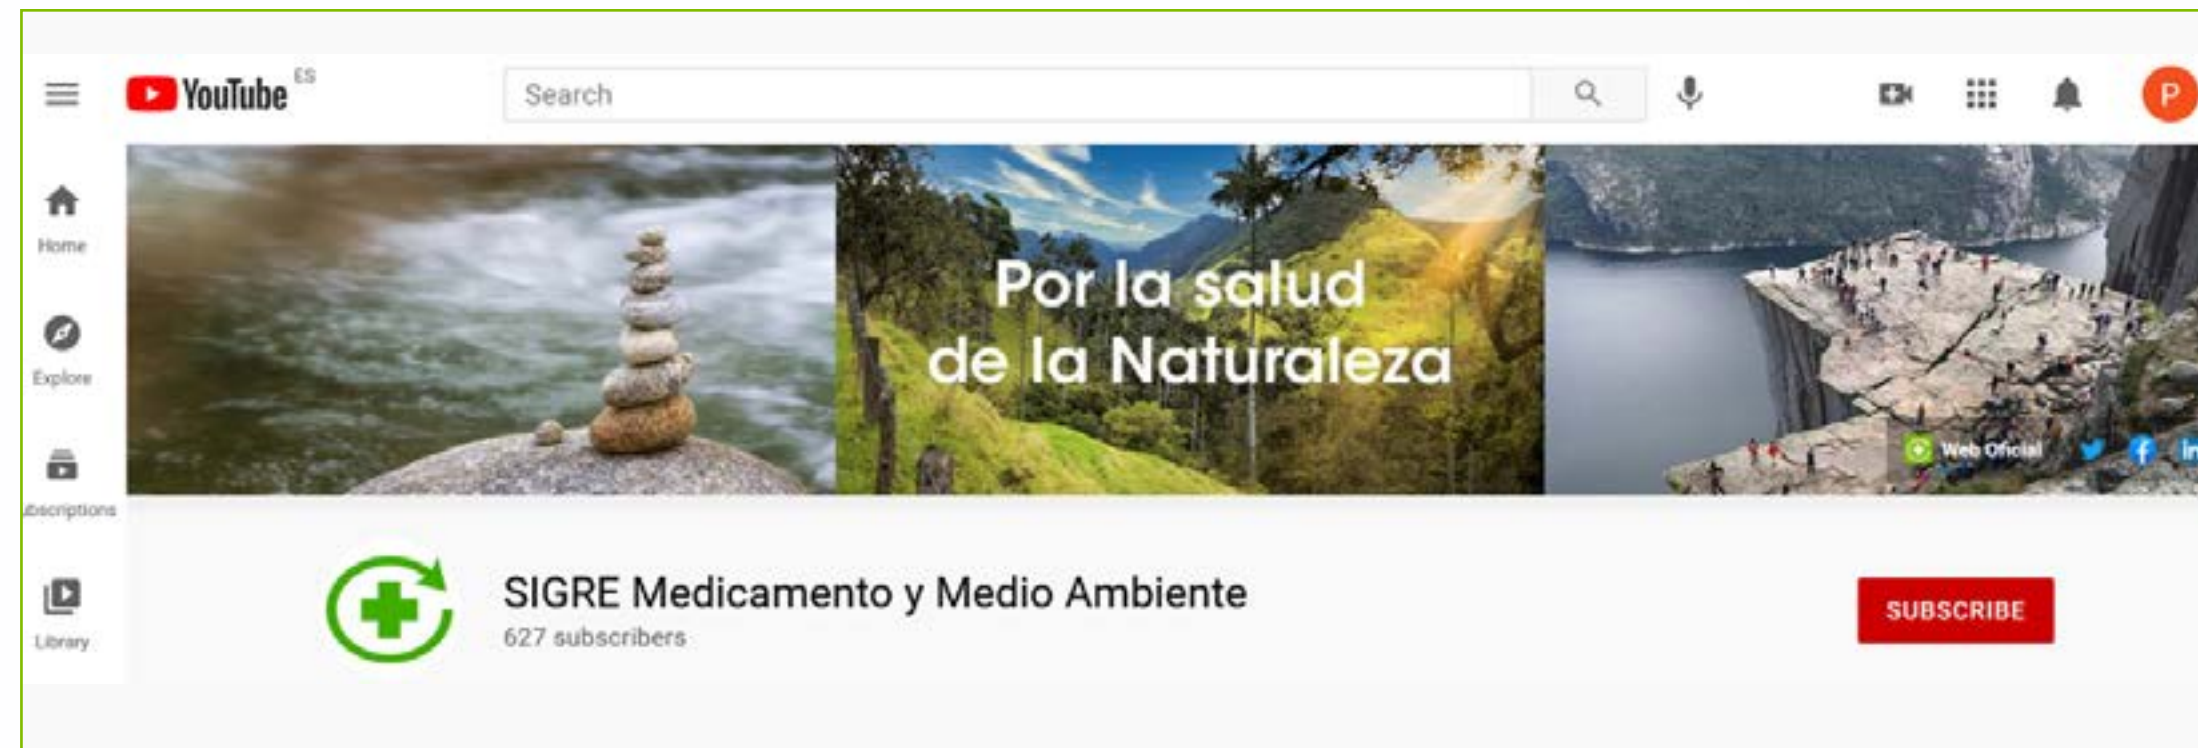 YouTube ES
Search
P
Home
Por la salud
de la Naturaleza
Explore
Web Oficial
bscriptions
SIGRE Medicamento y Medio Ambiente
627 subscribers
SUBSCRIBE
Library